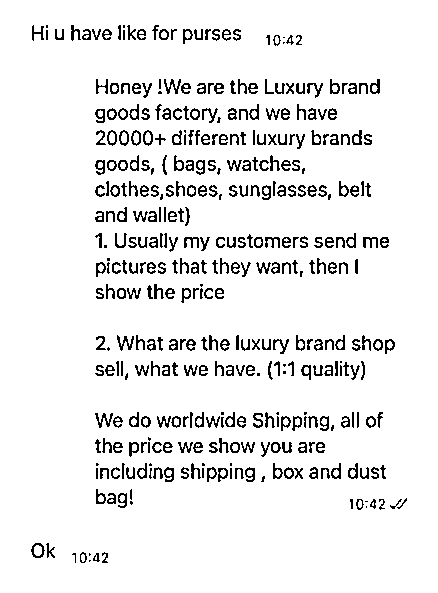 Hi u have like for purses 10:42
Honey !We are the Luxury brand
goods factory, and we have
20000+ different luxury brands
goods, ( bags, watches,
clothes,shoes, sunglasses, belt
and wallet)
1. Usually my customers send me
pictures that they want, then I
show the price
2. What are the luxury brand shop
sell, what we have. (1:1 quality)
We do worldwide Shipping, all of
the price we show you are
including shipping , box and dust
bag! 10:42
Ok 10:42